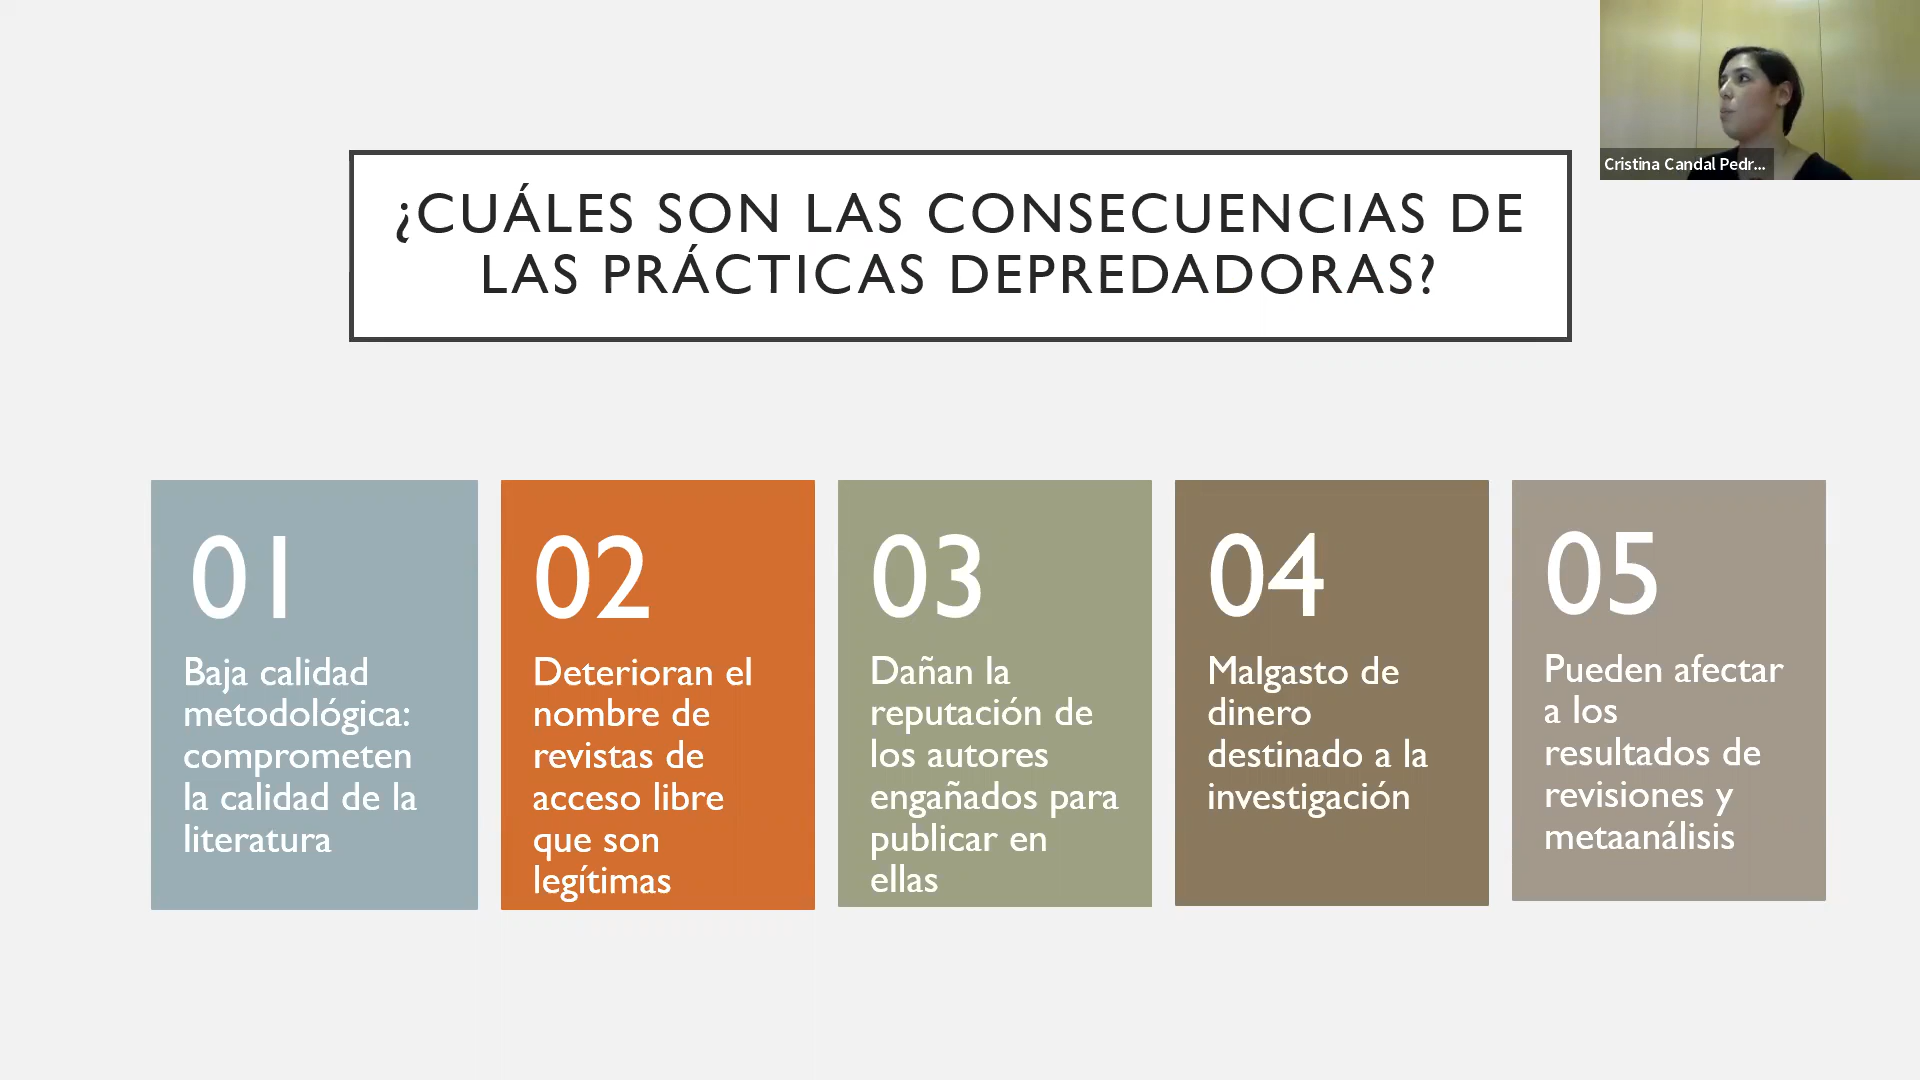 Cristina Candal Pedr...
¿CUÁLES SON LAS CONSECUENCIAS DE
LAS PRÁCTICAS DEPREDADORAS?
01
Baja calidad
metodológica:
comprometen
la calidad de la
literatura
02
Deterioran el
nombre de
revistas de
acceso libre
que son
legítimas
03
Dañan la
reputación de
los autores
engañados para
publicar en
ellas
04
Malgasto de
dinero
destinado a la
investigación
05
Pueden afectar
a los
resultados de
revisiones y
metaanálisis